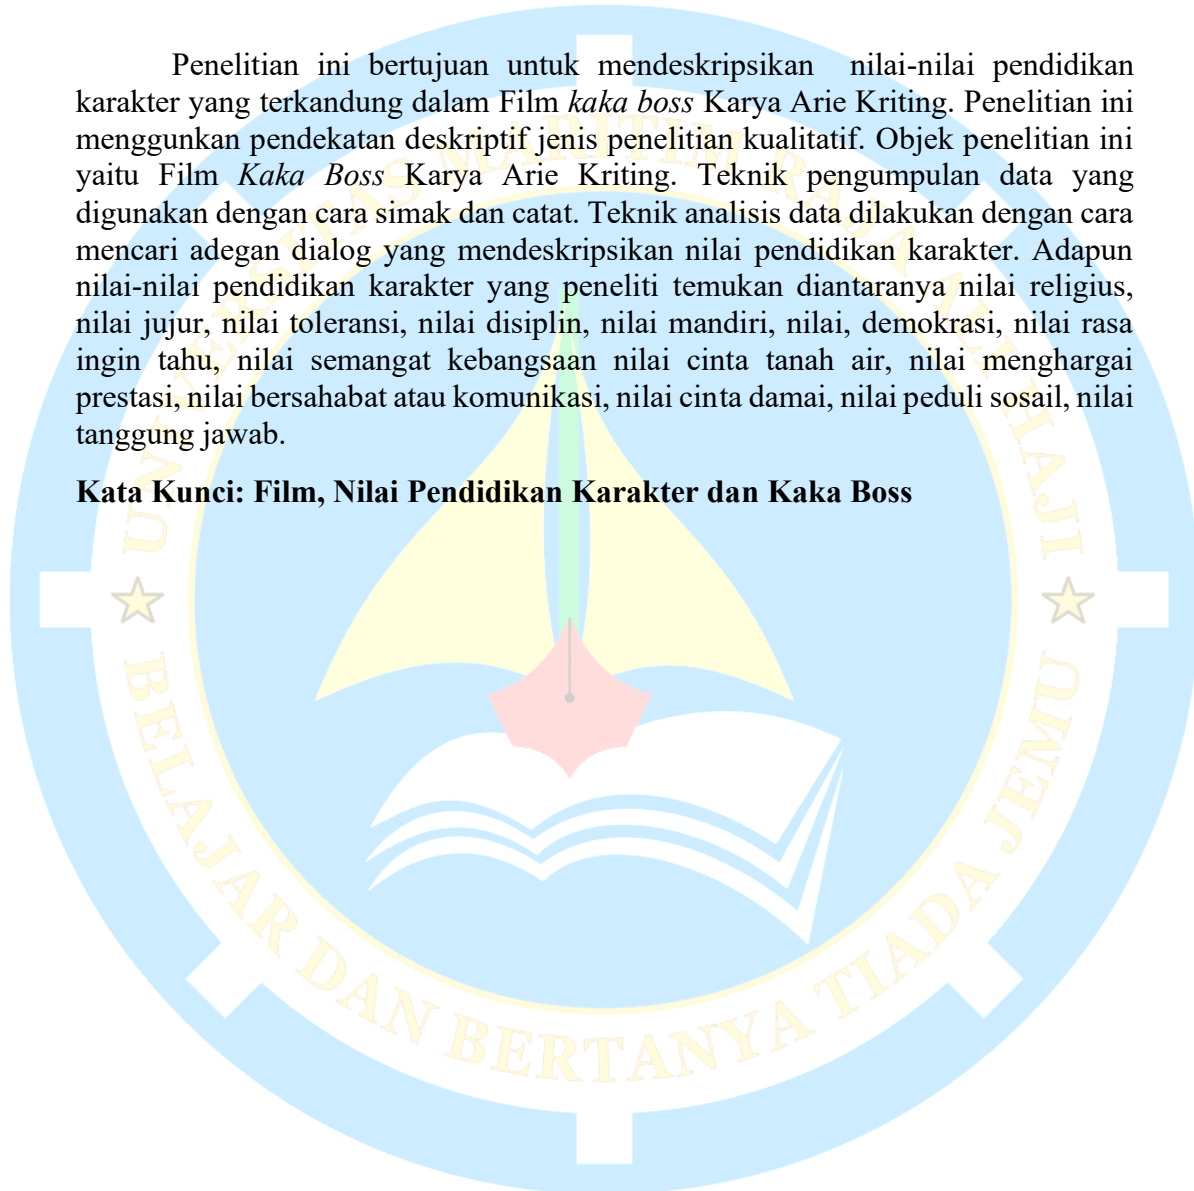 Penelitian ini bertujuan untuk mendeskripsikan nilai-nilai pendidikan
karakter yang terkandung dalam Film kaka boss Karya Arie Kriting. Penelitian ini
menggunkan pendekatan deskriptif jenis penelitian kualitatif. Objek penelitian ini
yaitu Film Kaka Boss Karya Arie Kriting. Teknik pengumpulan data yang
digunakan dengan cara simak dan catat. Teknik analisis data dilakukan dengan cara
mencari adegan dialog yang mendeskripsikan nilai pendidikan karakter. Adapun
nilai-nilai pendidikan karakter yang peneliti temukan diantaranya nilai religius,
nilai jujur, nilai toleransi, nilai disiplin, nilai mandiri, nilai, demokrasi, nilai rasa
ingin tahu, nilai semangat kebangsaan nilai cinta tanah air, nilai menghargai
prestasi, nilai bersahabat atau komunikasi, nilai cinta damai, nilai peduli sosail, nilai
tanggung jawab.
Kata Kunci: Film, Nilai Pendidikan Karakter dan Kaka Boss
UNIVERSITAS MARITIM RAJA ALI HAJI
BELAJAR DAN BERTANYA TIADA JEMU